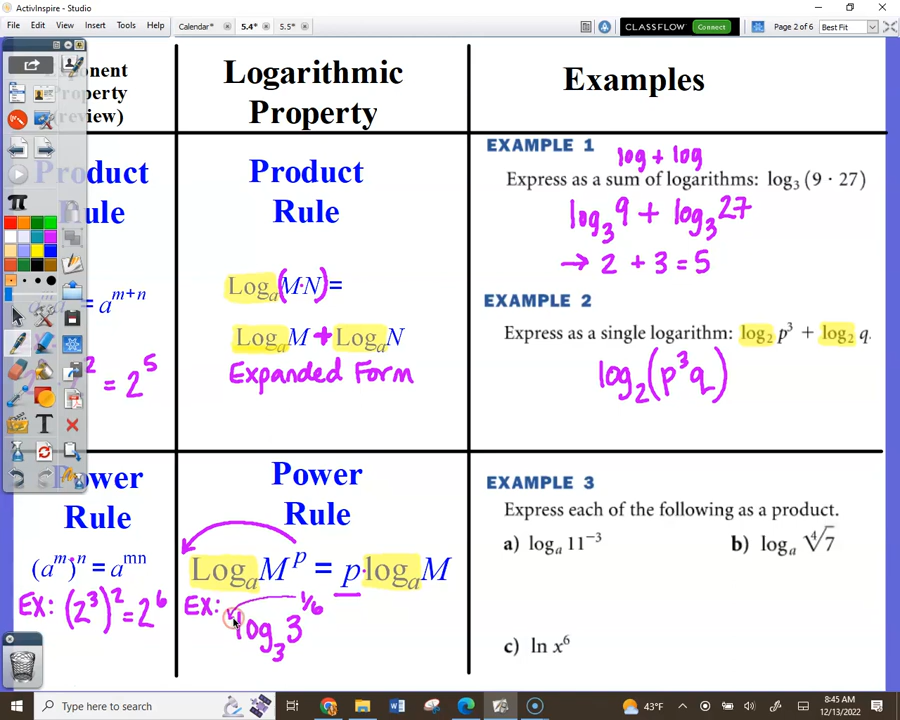 ActivInspire - Studio
File Edit View Insert Tools Help Calendar* 5.4* 5.5* CLASSFLOW Connect Page 2 of 6 Best Fit
Property
review)
Logarithmic
Property
Examples
Product
Rule
= a^{m+n}
= 2^5
Product
Rule
Log_a(M·N)=
Log_a M + Log_a N
Expanded Form
EXAMPLE 1
log + log
Express as a sum of logarithms: log_3 (9 · 27)
log_3 9 + log_3 27
→ 2 + 3 = 5
EXAMPLE 2
Express as a single logarithm: log_2 p^3 + log_2 q.
log_2 (p^3 q)
Power
Rule
(a^m)^n = a^{mn}
EX: (2^3)^2 = 2^6
Power
Rule
Log_a M^p = p·log_a M
EX: log_3 3^{1/6}
EXAMPLE 3
Express each of the following as a product.
a) log_a 11^{-3}
b) log_a ∜7
c) ln x^6
Type here to search
43°F
8:45 AM
12/13/2022